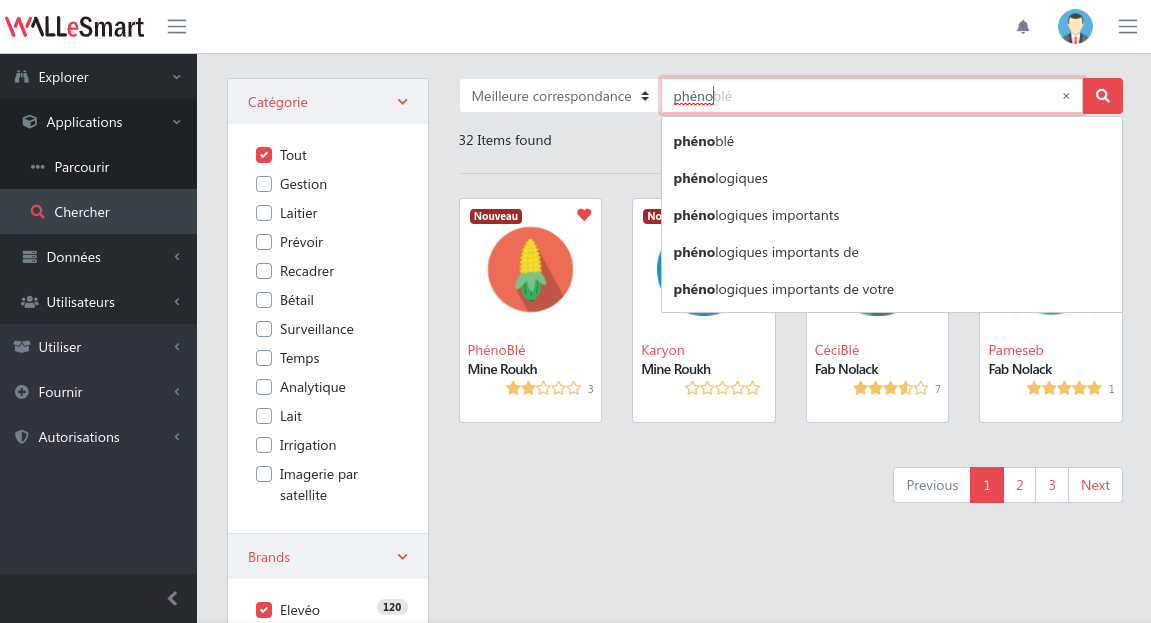 WALLeSmart
Explorer
Applications
Parcourir
Chercher
Données
Utilisateurs
Utiliser
Fournir
Autorisations
Catégorie
Tout
Gestion
Laitier
Prévoir
Recadrer
Bétail
Surveillance
Temps
Analytique
Lait
Irrigation
Imagerie par
satellite
Brands
Elevéo 120
Meilleure correspondance
phénoblé ×
phénoblé
phénologiques
phénologiques importants
phénologiques importants de
phénologiques importants de votre
32 Items found
Nouveau
PhénoBlé
Mine Roukh
3
No
Karyon
Mine Roukh
CéciBlé
Fab Nolack
7
Pameseb
Fab Nolack
1
Previous 1 2 3 Next